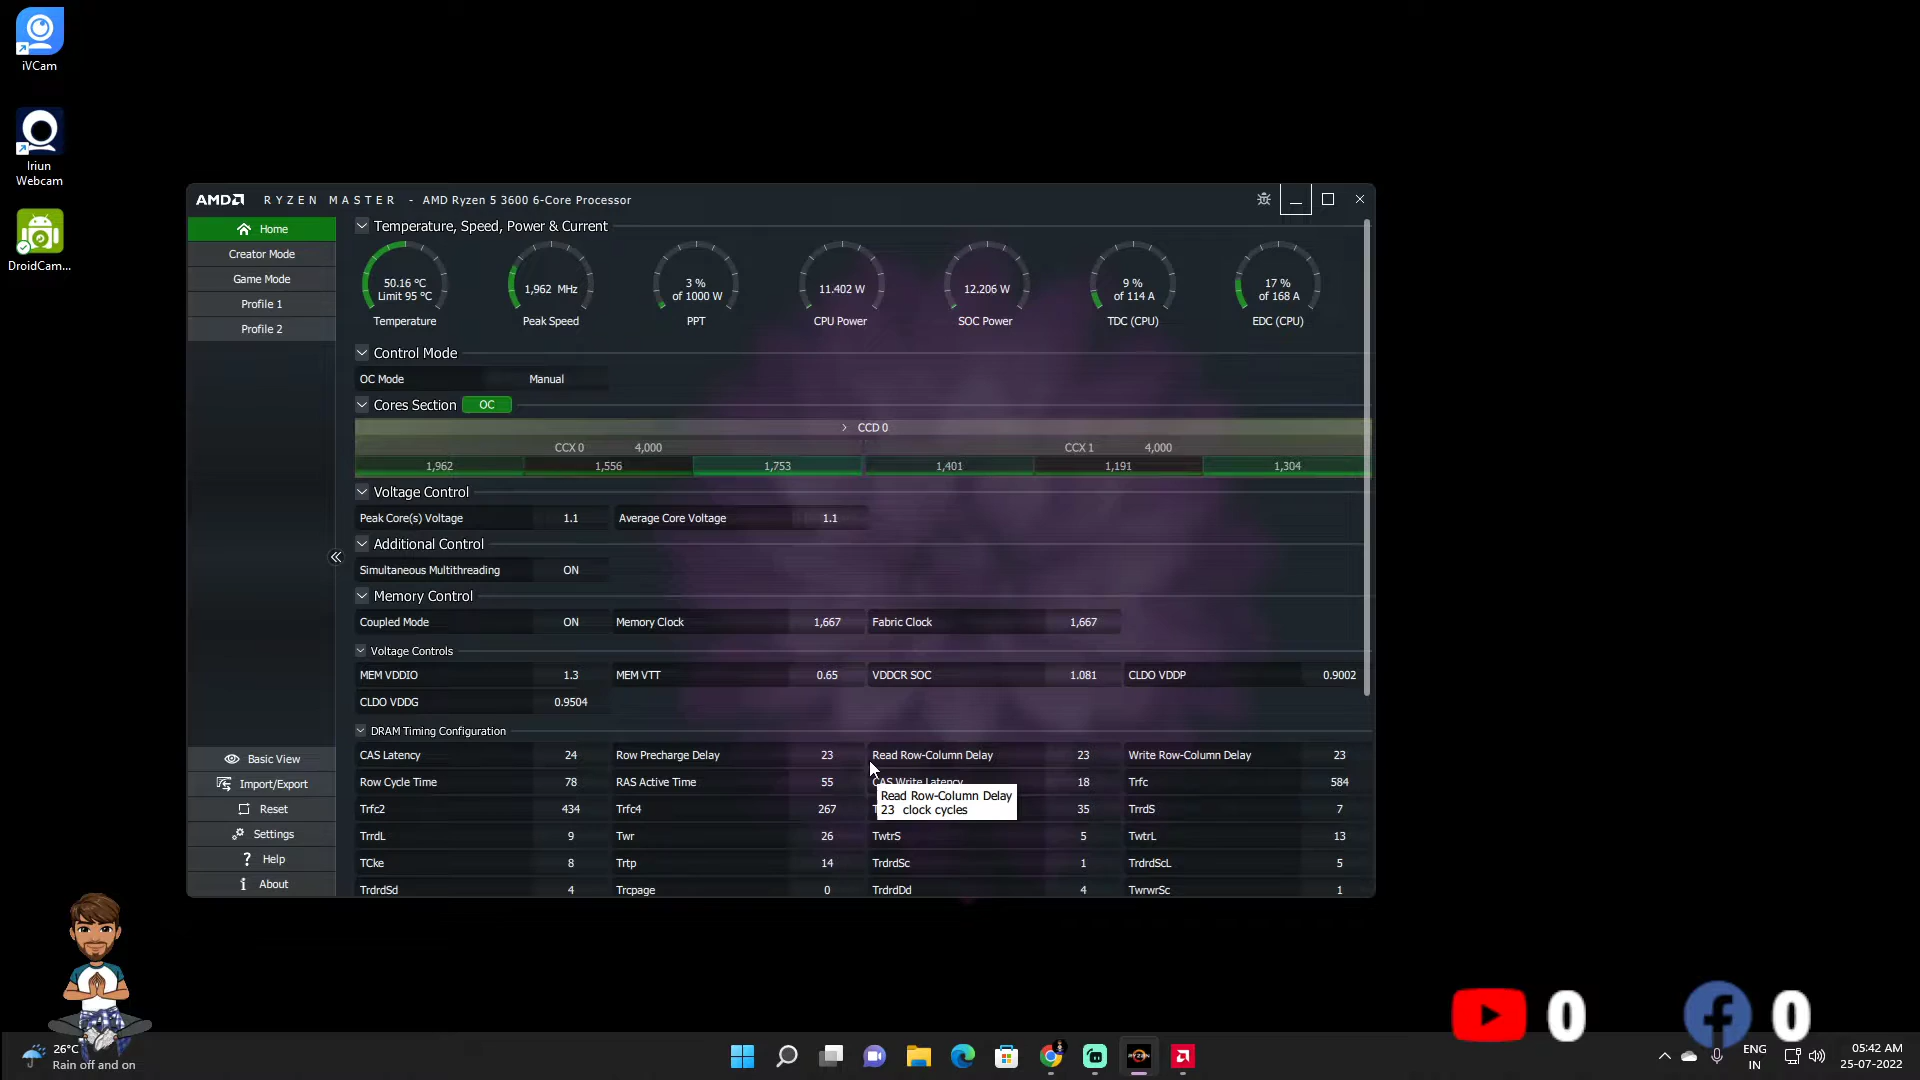 iVCam
Iriun
Webcam
DroidCam...
AMD RYZEN MASTER - AMD Ryzen 5 3600 6-Core Processor
Home
Creator Mode
Game Mode
Profile 1
Profile 2
Basic View
Import/Export
Reset
Settings
Help
About
Temperature, Speed, Power & Current
50.16 °C
Limit 95 °C
Temperature
1,962 MHz
Peak Speed
3 %
of 1000 W
PPT
11.402 W
CPU Power
12.206 W
SOC Power
9 %
of 114 A
TDC (CPU)
17 %
of 168 A
EDC (CPU)
Control Mode
OC Mode Manual
Cores Section OC
CCD 0
CCX 0 4,000 CCX 1 4,000
1,962 1,556 1,753 1,401 1,191 1,304
Voltage Control
Peak Core(s) Voltage 1.1 Average Core Voltage 1.1
Additional Control
Simultaneous Multithreading ON
Memory Control
Coupled Mode ON Memory Clock 1,667 Fabric Clock 1,667
Voltage Controls
MEM VDDIO 1.3 MEM VTT 0.65 VDDCR SOC 1.081 CLDO VDDP 0.9002
CLDO VDDG 0.9504
DRAM Timing Configuration
CAS Latency 24 Row Precharge Delay 23 Read Row-Column Delay 23 Write Row-Column Delay 23
Row Cycle Time 78 RAS Active Time 55 CAS Write Latency 18 Trfc 584
Read Row-Column Delay
23 clock cycles
Trfc2 434 Trfc4 267 35 TrrdS 7
TrrdL 9 Twr 26 TwtrS 5 TwtrL 13
TCke 8 Trtp 14 TrdrdSc 1 TrdrdScL 5
TrdrdSd 4 Trcpage 0 TrdrdDd 4 TwrwrSc 1
0
0
26°C
Rain off and on
RYZEN
ENG
IN
05:42 AM
25-07-2022